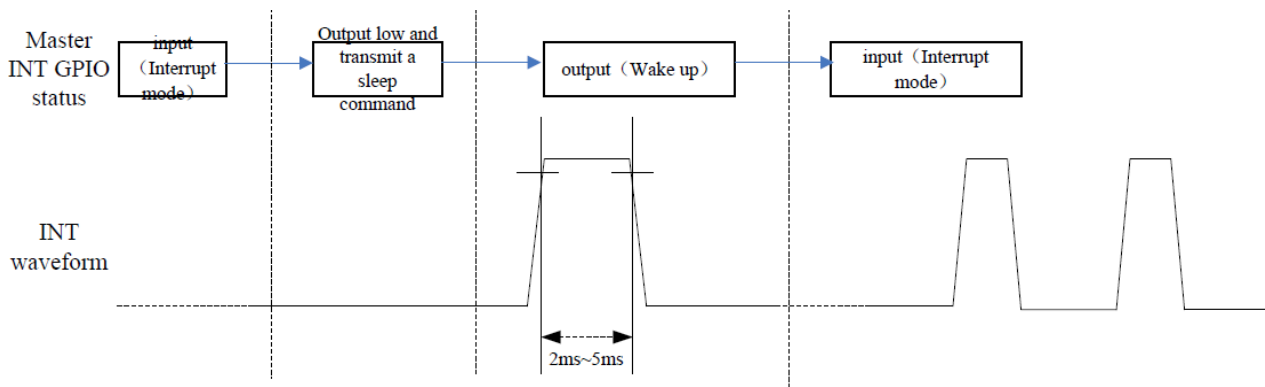 Master
INT GPIO
status
input
（Interrupt
mode）
Output low and
transmit a
sleep
command
output（Wake up）
input（Interrupt
mode）
INT
waveform
2ms~5ms